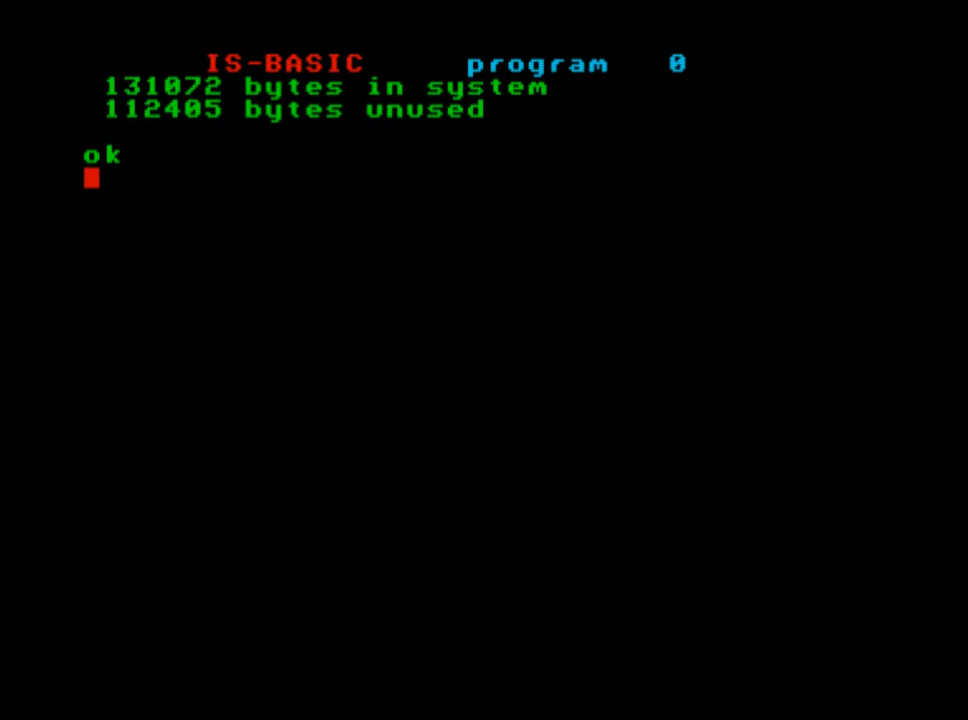 IS-BASIC program 0
131072 bytes in system
112405 bytes unused
ok